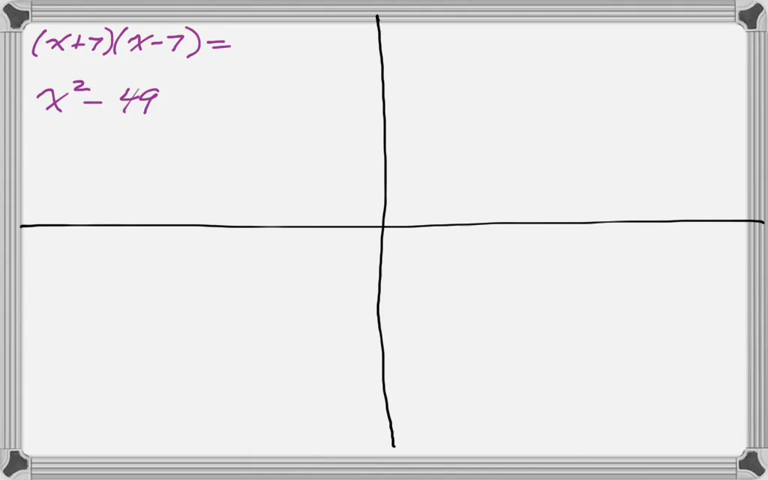 (x+7)(x-7)=
x² - 49